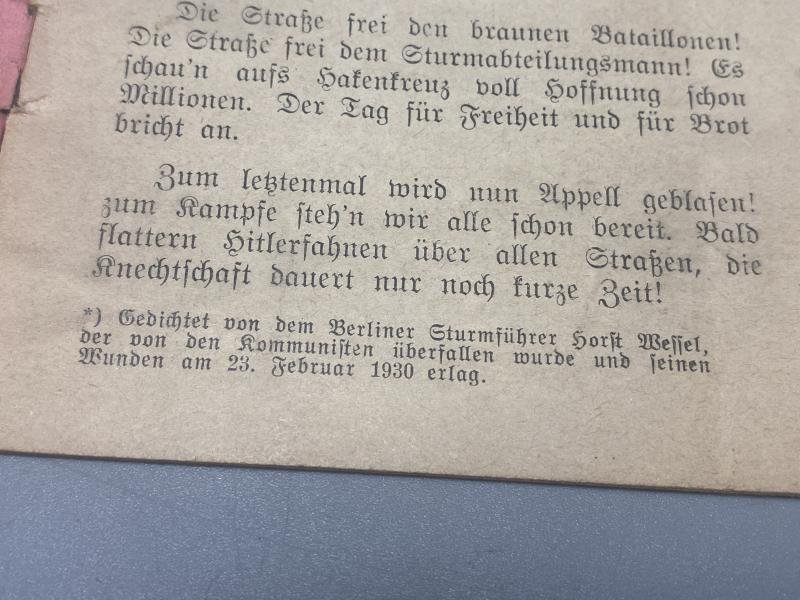 Die Straße frei den braunen Bataillonen!
Die Straße frei dem Sturmabteilungsmann! Es
schau'n aufs Hakenkreuz voll Hoffnung schon
Millionen. Der Tag für Freiheit und für Brot
bricht an.
Zum letztenmal wird nun Appell geblasen!
zum Kampfe steh'n wir alle schon bereit. Bald
flattern Hitlerfahnen über allen Straßen, die
Knechtschaft dauert nur noch kurze Zeit!
*) Gedichtet von dem Berliner Sturmführer Horst Wessel,
der von den Kommunisten überfallen wurde und seinen
Wunden am 23. Februar 1930 erlag.